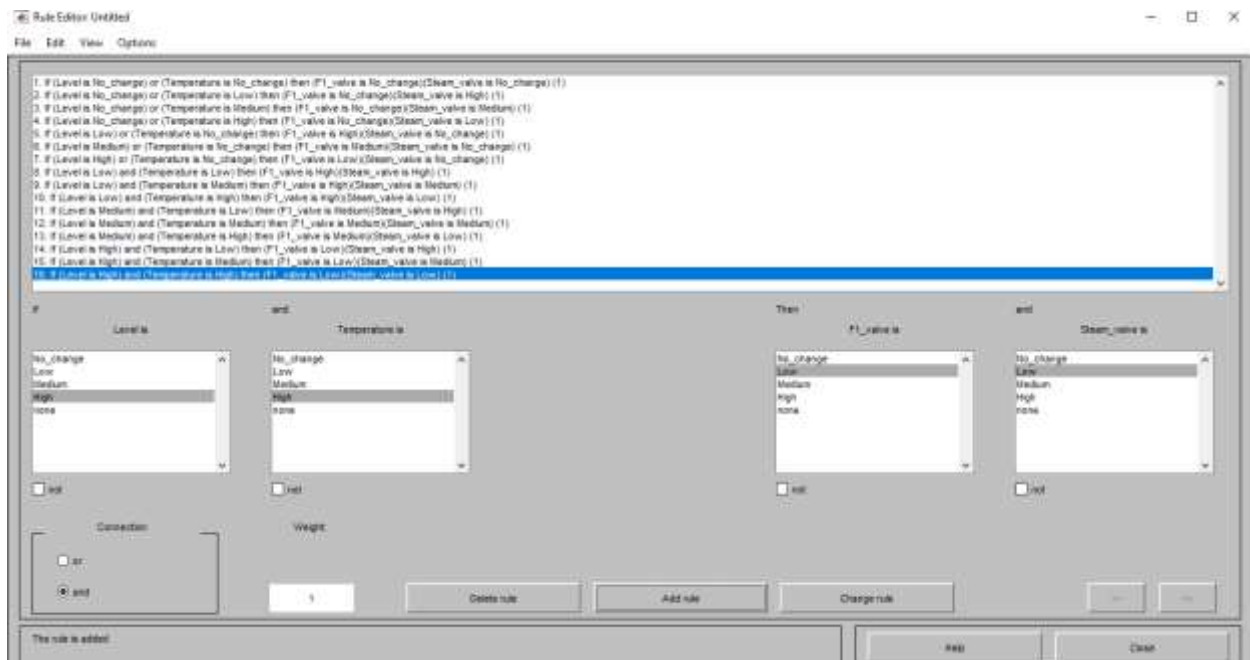 Rule Editor: Untitled
File Edit View Options
1. If (Level is No_change) or (Temperature is No_change) then (F1_valve is No_change)(Steam_valve is No_change) (1)
2. If (Level is No_change) or (Temperature is Low) then (F1_valve is No_change)(Steam_valve is High) (1)
3. If (Level is No_change) or (Temperature is Medium) then (F1_valve is No_change)(Steam_valve is Medium) (1)
4. If (Level is No_change) or (Temperature is High) then (F1_valve is No_change)(Steam_valve is Low) (1)
5. If (Level is Low) or (Temperature is No_change) then (F1_valve is High)(Steam_valve is No_change) (1)
6. If (Level is Medium) or (Temperature is No_change) then (F1_valve is Medium)(Steam_valve is No_change) (1)
7. If (Level is High) or (Temperature is No_change) then (F1_valve is Low)(Steam_valve is No_change) (1)
8. If (Level is Low) and (Temperature is Low) then (F1_valve is High)(Steam_valve is High) (1)
9. If (Level is Low) and (Temperature is Medium) then (F1_valve is High)(Steam_valve is Medium) (1)
10. If (Level is Low) and (Temperature is High) then (F1_valve is High)(Steam_valve is Low) (1)
11. If (Level is Medium) and (Temperature is Low) then (F1_valve is Medium)(Steam_valve is High) (1)
12. If (Level is Medium) and (Temperature is Medium) then (F1_valve is Medium)(Steam_valve is Medium) (1)
13. If (Level is Medium) and (Temperature is High) then (F1_valve is Medium)(Steam_valve is Low) (1)
14. If (Level is High) and (Temperature is Low) then (F1_valve is Low)(Steam_valve is High) (1)
15. If (Level is High) and (Temperature is Medium) then (F1_valve is Low)(Steam_valve is Medium) (1)
16. If (Level is High) and (Temperature is High) then (F1_valve is Low)(Steam_valve is Low) (1)
If and Then and
Level is Temperature is F1_valve is Steam_valve is
No_change No_change No_change No_change
Low Low Low Low
Medium Medium Medium Medium
High High High High
none none none none
not not not not
Connection Weight:
or
and 1 Delete rule Add rule Change rule
The rule is added Help Close